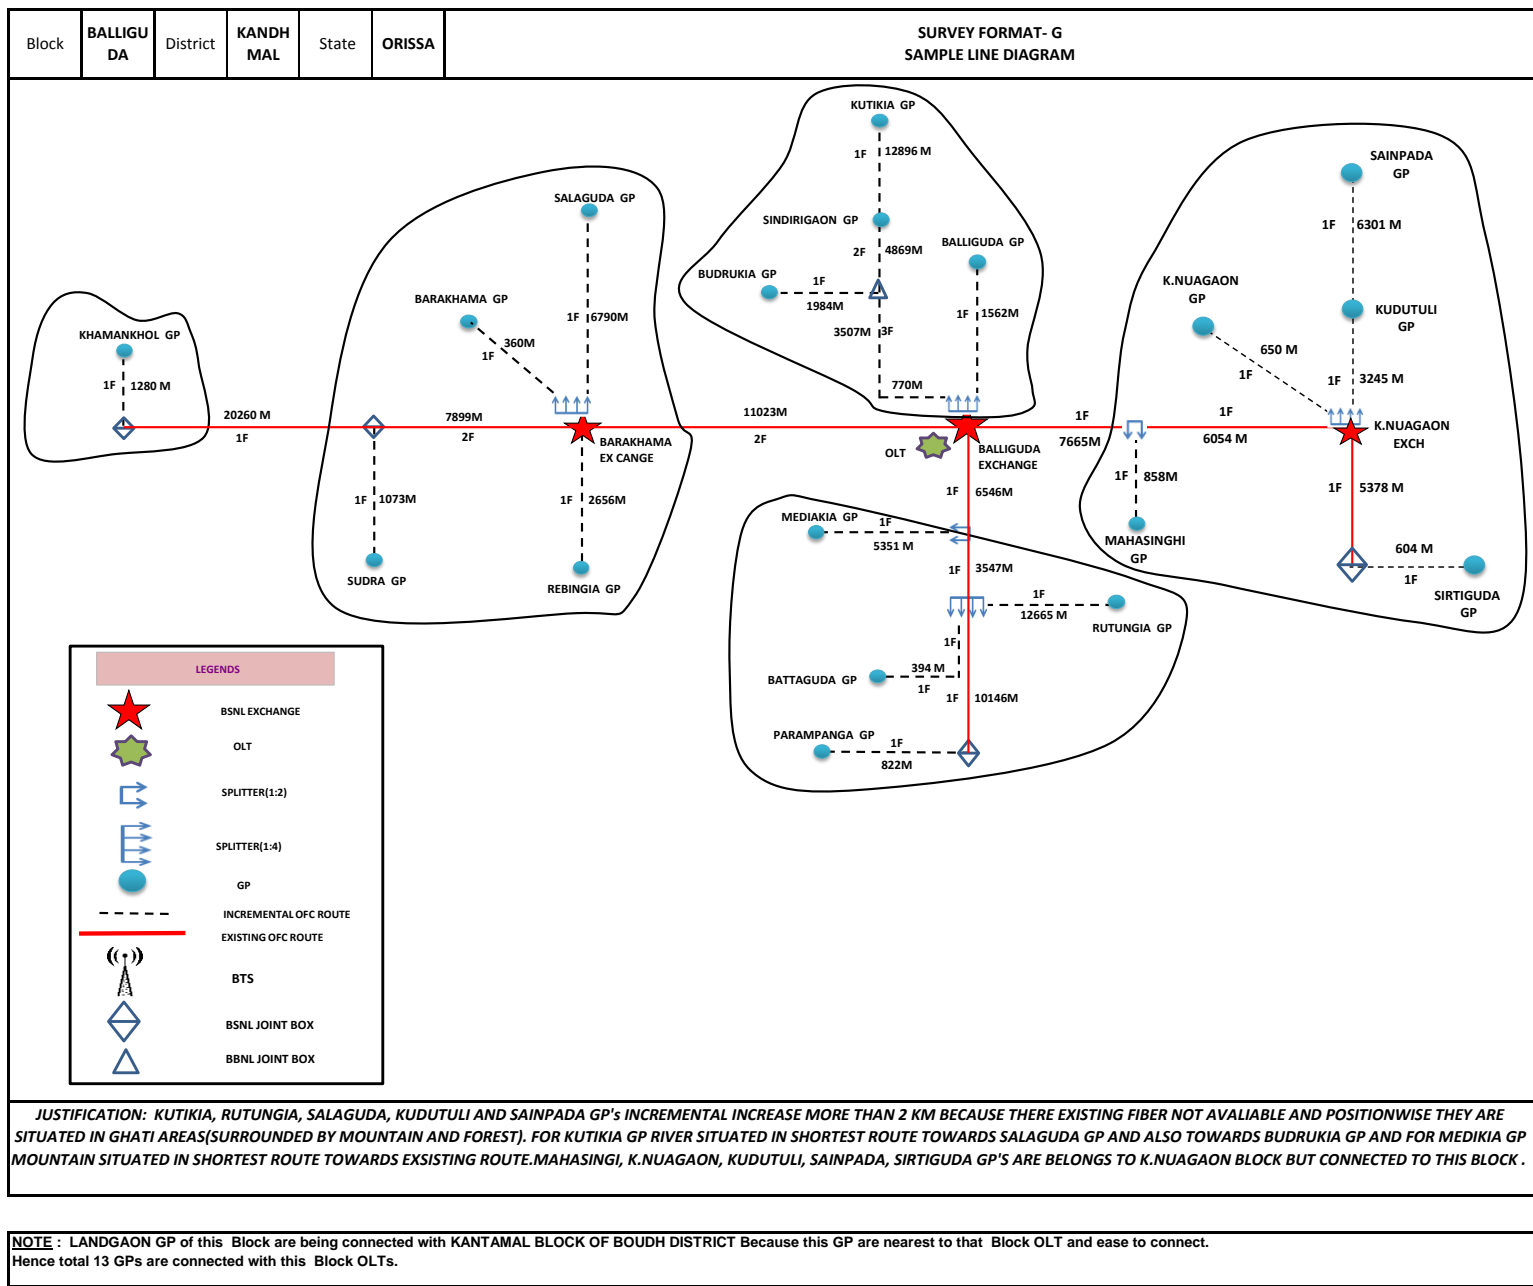 Block
BALLIGU
DA
District
KANDH
MAL
State
ORISSA
SURVEY FORMAT- G
SAMPLE LINE DIAGRAM
KUTIKIA GP
1F
12896 M
SINDIRIGAON GP
2F
4869M
BUDRUKIA GP
1F
1984M
3507M
3F
770M
BALLIGUDA GP
1F
1562M
SAINPADA
GP
1F
6301 M
K.NUAGAON
GP
KUDUTULI
GP
650 M
1F
1F
3245 M
SALAGUDA GP
BARAKHAMA GP
360M
1F
1F
6790M
KHAMANKHOL GP
1F
1280 M
20260 M
1F
7899M
2F
BARAKHAMA
EX CANGE
11023M
2F
OLT
BALLIGUDA
EXCHANGE
1F
7665M
1F
6054 M
K.NUAGAON
EXCH
1F
1073M
SUDRA GP
1F
2656M
REBINGIA GP
1F
6546M
1F
858M
MAHASINGHI
GP
1F
5378 M
604 M
1F
SIRTIGUDA
GP
MEDIAKIA GP
1F
5351 M
1F
3547M
1F
12665 M
RUTUNGIA GP
1F
394 M
BATTAGUDA GP
1F
1F
10146M
PARAMPANGA GP
1F
822M
LEGENDS
BSNL EXCHANGE
OLT
SPLITTER(1:2)
SPLITTER(1:4)
GP
INCREMENTAL OFC ROUTE
EXISTING OFC ROUTE
BTS
BSNL JOINT BOX
BBNL JOINT BOX
JUSTIFICATION: KUTIKIA, RUTUNGIA, SALAGUDA, KUDUTULI AND SAINPADA GP's INCREMENTAL INCREASE MORE THAN 2 KM BECAUSE THERE EXISTING FIBER NOT AVALIABLE AND POSITIONWISE THEY ARE
SITUATED IN GHATI AREAS(SURROUNDED BY MOUNTAIN AND FOREST). FOR KUTIKIA GP RIVER SITUATED IN SHORTEST ROUTE TOWARDS SALAGUDA GP AND ALSO TOWARDS BUDRUKIA GP AND FOR MEDIKIA GP
MOUNTAIN SITUATED IN SHORTEST ROUTE TOWARDS EXSISTING ROUTE.MAHASINGI, K.NUAGAON, KUDUTULI, SAINPADA, SIRTIGUDA GP'S ARE BELONGS TO K.NUAGAON BLOCK BUT CONNECTED TO THIS BLOCK .
NOTE : LANDGAON GP of this Block are being connected with KANTAMAL BLOCK OF BOUDH DISTRICT Because this GP are nearest to that Block OLT and ease to connect.
Hence total 13 GPs are connected with this Block OLTs.